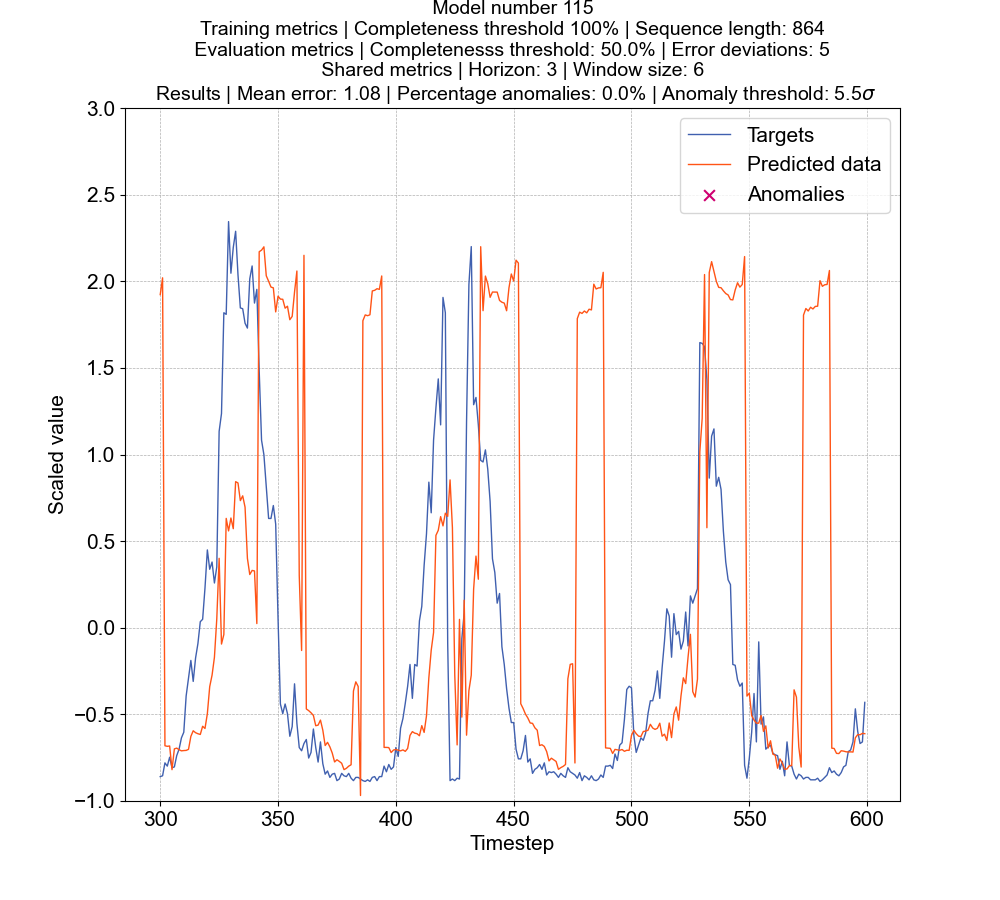 Model number 115
Training metrics | Completeness threshold 100% | Sequence length: 864
Evaluation metrics | Completenesss threshold: 50.0% | Error deviations: 5
Shared metrics | Horizon: 3 | Window size: 6
Results | Mean error: 1.08 | Percentage anomalies: 0.0% | Anomaly threshold: 5.5σ
3.0
2.5
2.0
1.5
1.0
0.5
0.0
−0.5
−1.0
Scaled value
Targets
Predicted data
Anomalies
300 350 400 450 500 550 600
Timestep